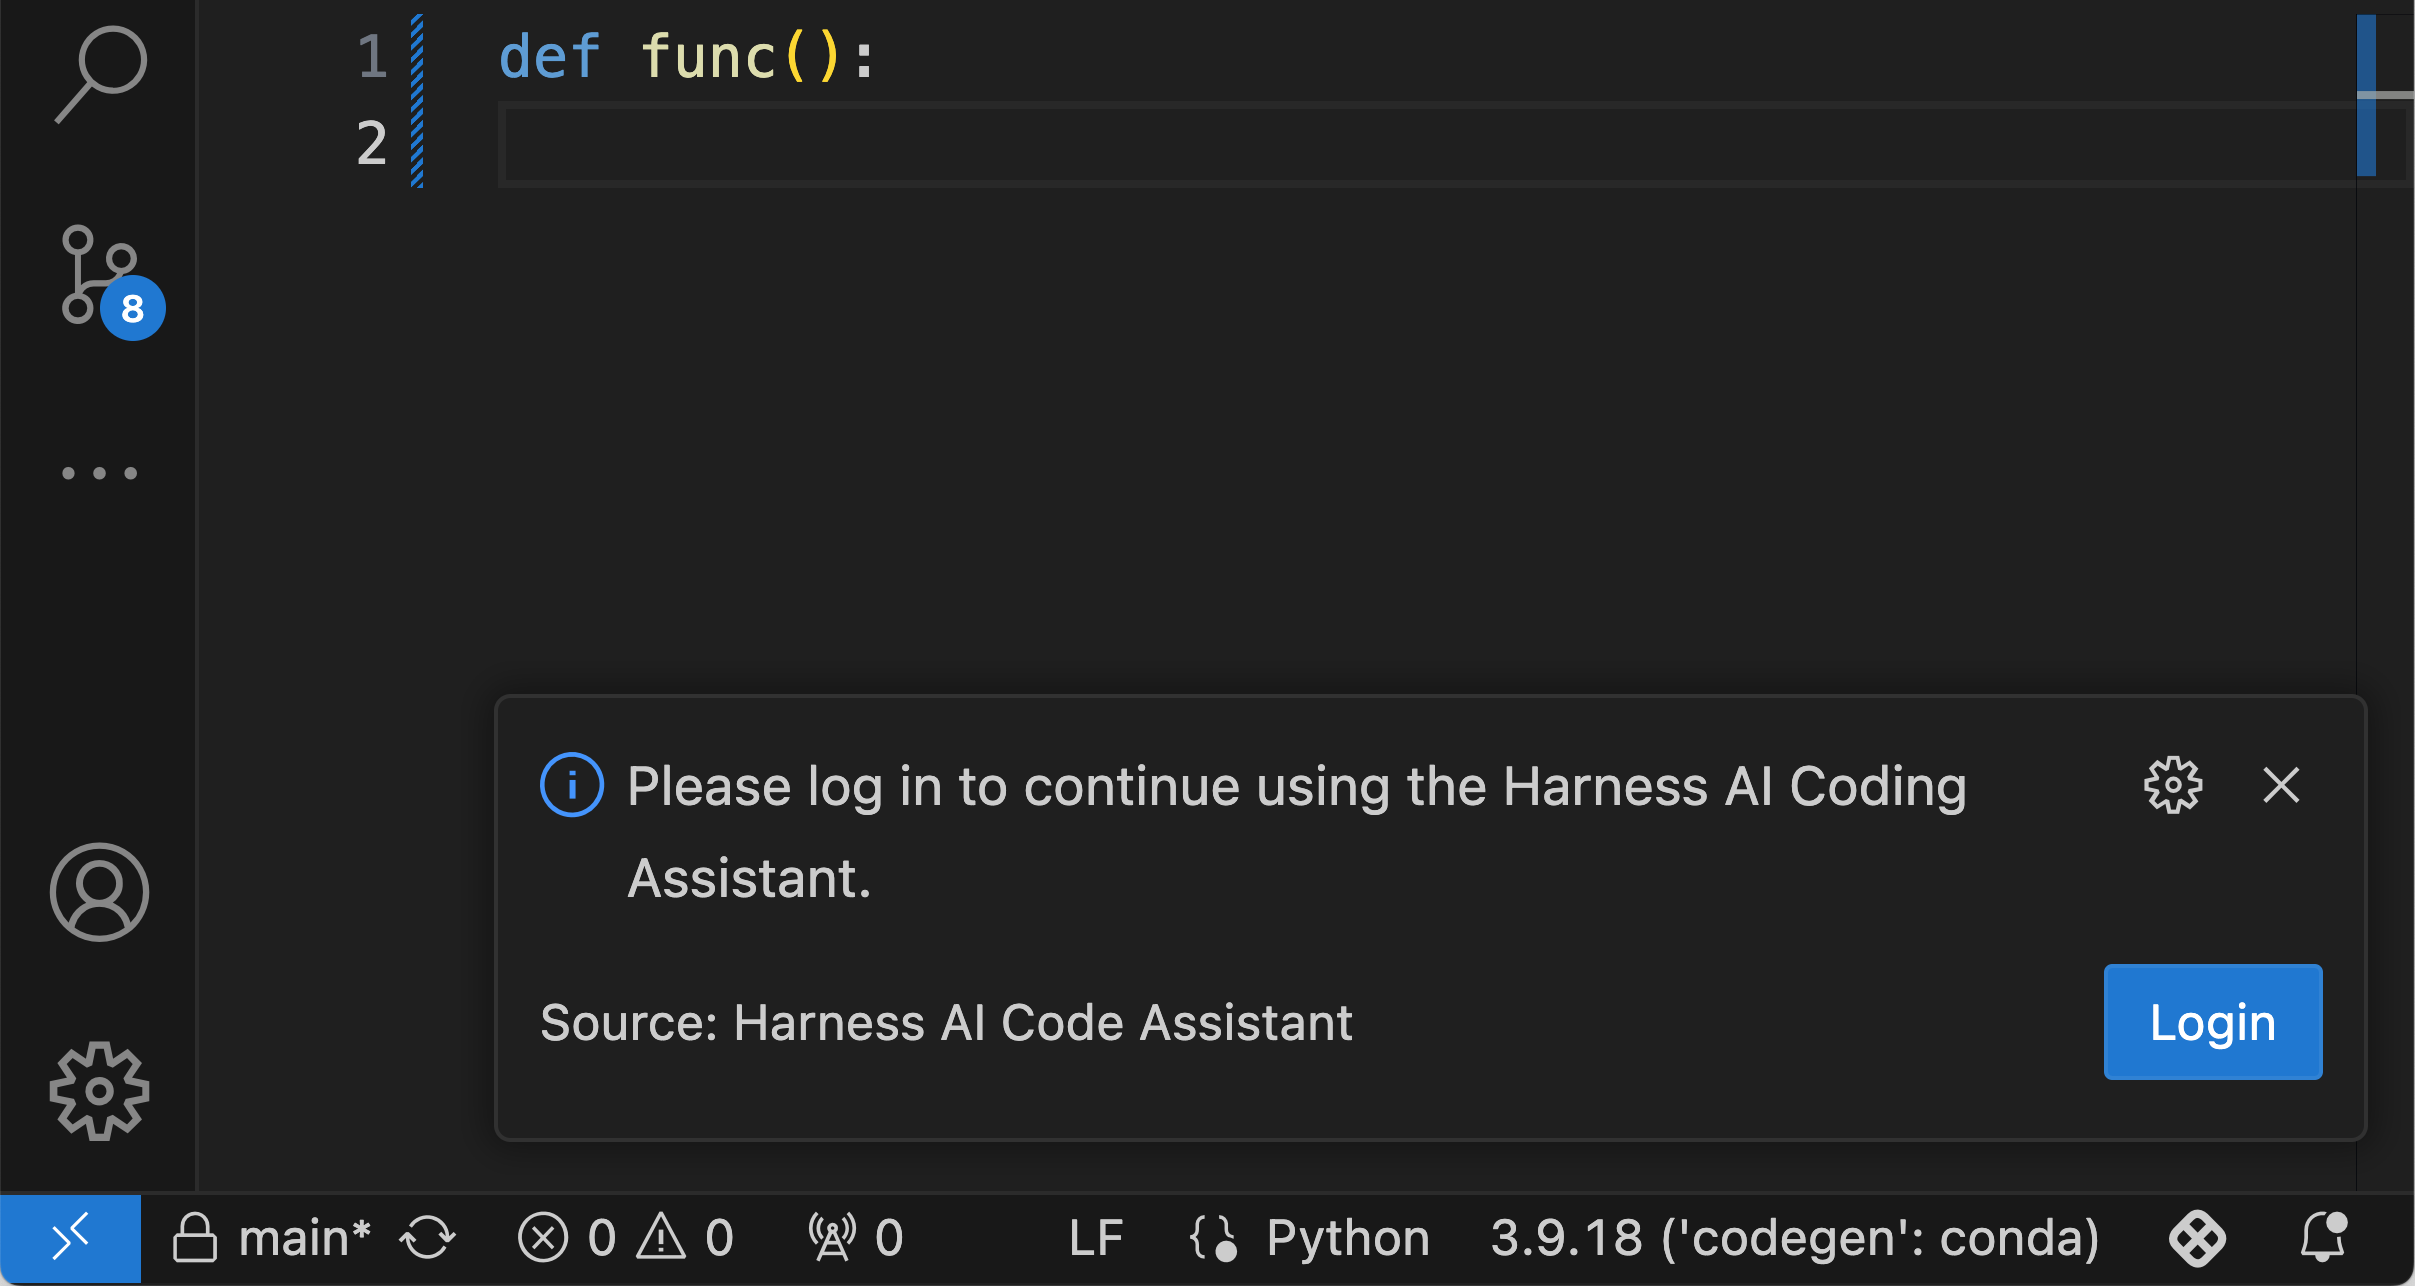 1 def func():
2
8
Please log in to continue using the Harness AI Coding
Assistant.
Source: Harness AI Code Assistant
Login
main* 0 0 0 LF Python 3.9.18 ('codegen': conda)